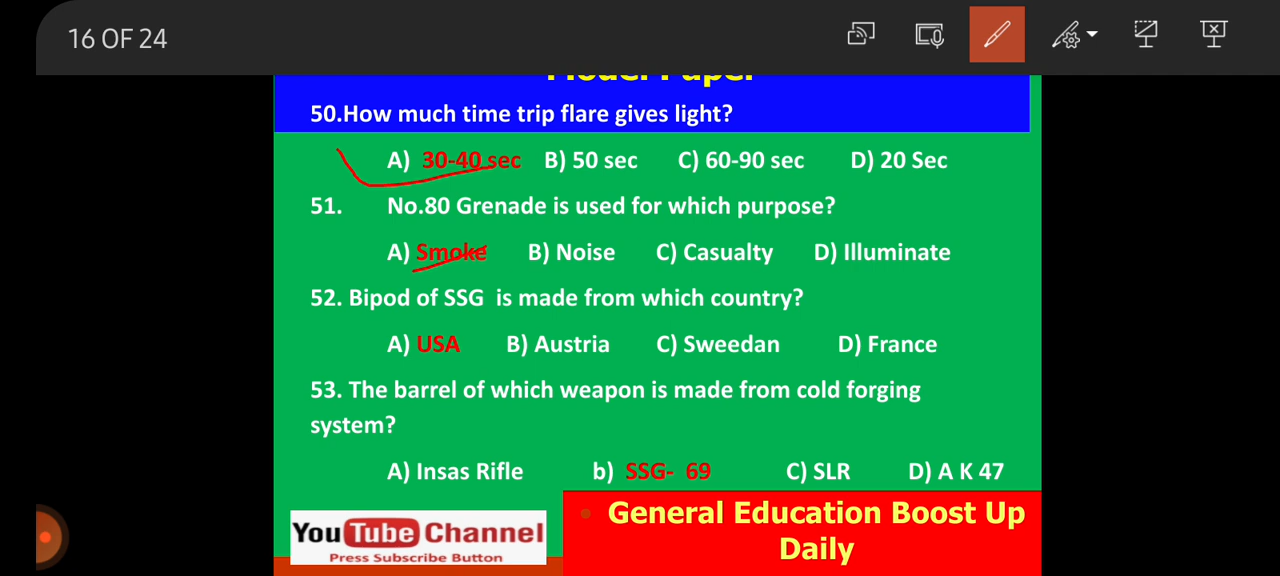 16 OF 24
Model Paper
50.How much time trip flare gives light?
A) 30-40 sec B) 50 sec C) 60-90 sec D) 20 Sec
51. No.80 Grenade is used for which purpose?
A) Smoke B) Noise C) Casualty D) Illuminate
52. Bipod of SSG is made from which country?
A) USA B) Austria C) Sweedan D) France
53. The barrel of which weapon is made from cold forging
system?
A) Insas Rifle b) SSG- 69 C) SLR D) A K 47
YouTube Channel
Press Subscribe Button
• General Education Boost Up
Daily